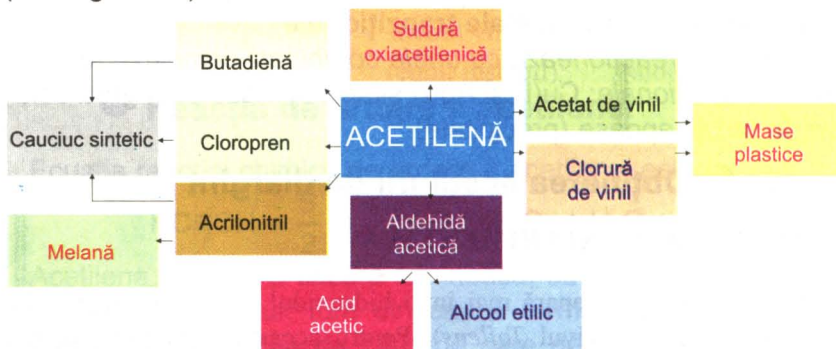 Sudură
oxiacetilenică
Butadienă
Acetat de vinil
Cauciuc sintetic
Cloropren
ACETILENĂ
Mase
plastice
Clorură
de vinil
Acrilonitril
Aldehidă
acetică
Melană
Acid
acetic
Alcool etilic